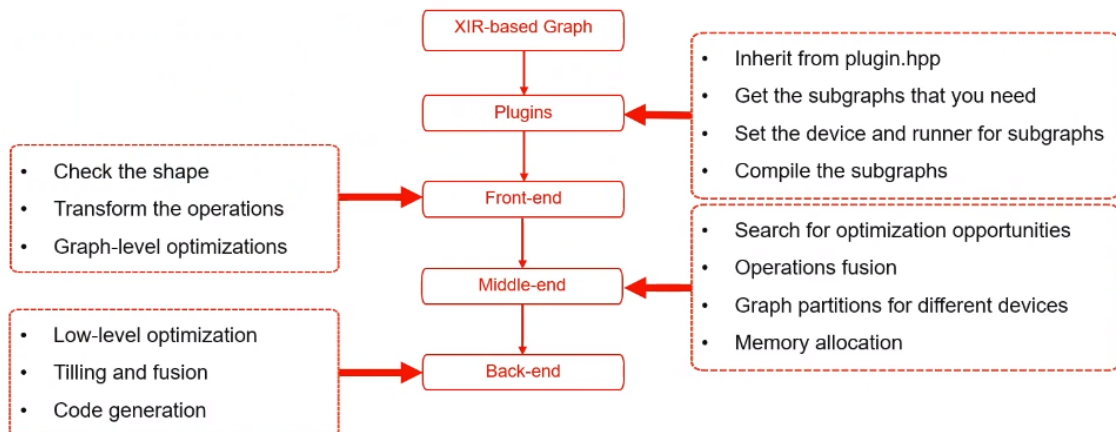 XIR-based Graph
• Inherit from plugin.hpp
• Get the subgraphs that you need
• Set the device and runner for subgraphs
• Compile the subgraphs
Plugins
• Check the shape
• Transform the operations
• Graph-level optimizations
Front-end
• Search for optimization opportunities
• Operations fusion
• Graph partitions for different devices
• Memory allocation
Middle-end
• Low-level optimization
• Tilling and fusion
• Code generation
Back-end